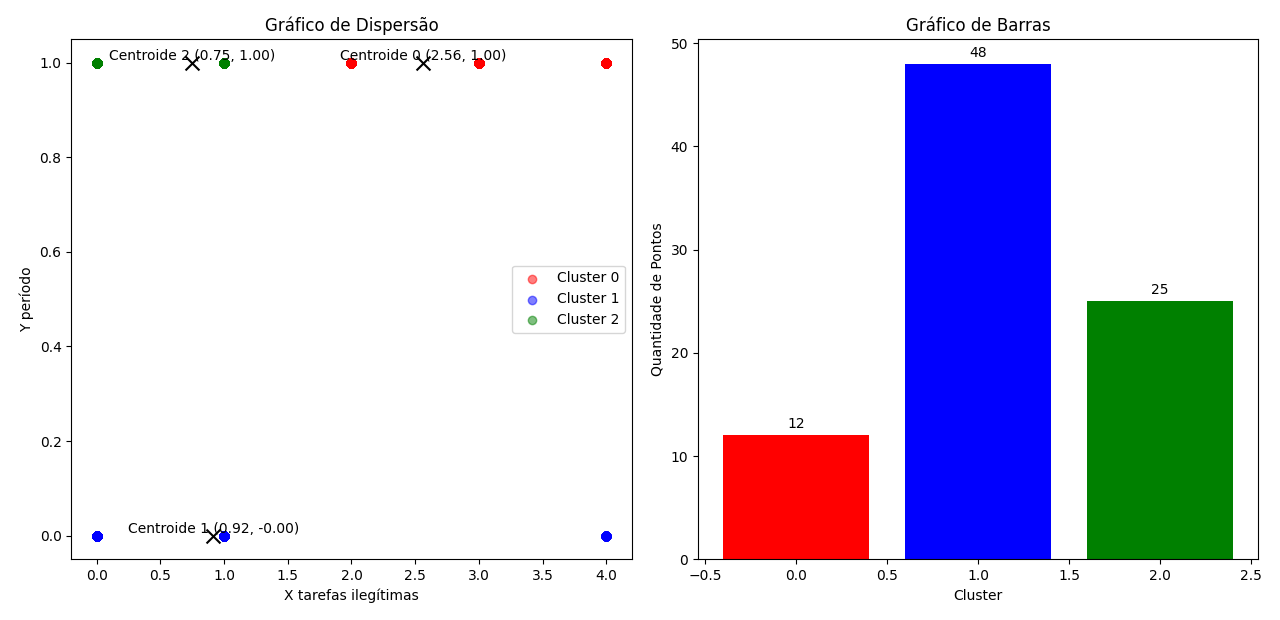 Gráfico de Dispersão
Centroide 2 (0.75, 1.00)
Centroide 0 (2.56, 1.00)
Centroide 1 (0.92, -0.00)
Cluster 0
Cluster 1
Cluster 2
1.0
0.8
0.6
0.4
0.2
0.0
Y período
0.0 0.5 1.0 1.5 2.0 2.5 3.0 3.5 4.0
X tarefas ilegítimas
Gráfico de Barras
48
25
12
50
40
30
20
10
0
Quantidade de Pontos
−0.5 0.0 0.5 1.0 1.5 2.0 2.5
Cluster